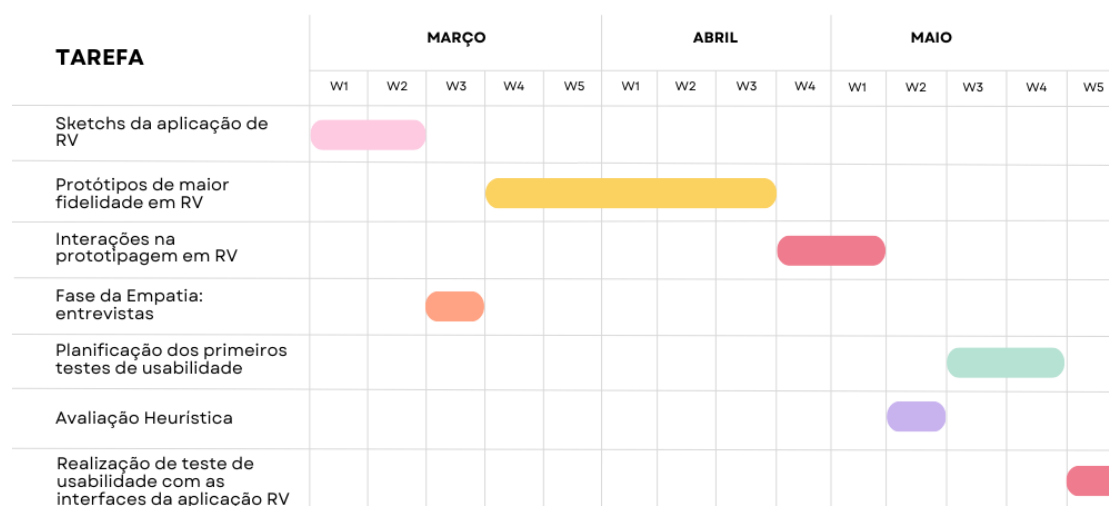 TAREFA
MARÇO
ABRIL
MAIO
W1 W2 W3 W4 W5 W1 W2 W3 W4 W1 W2 W3 W4 W5
Sketchs da aplicação de
RV
Protótipos de maior
fidelidade em RV
Interações na
prototipagem em RV
Fase da Empatia:
entrevistas
Planificação dos primeiros
testes de usabilidade
Avaliação Heurística
Realização de teste de
usabilidade com as
interfaces da aplicação RV